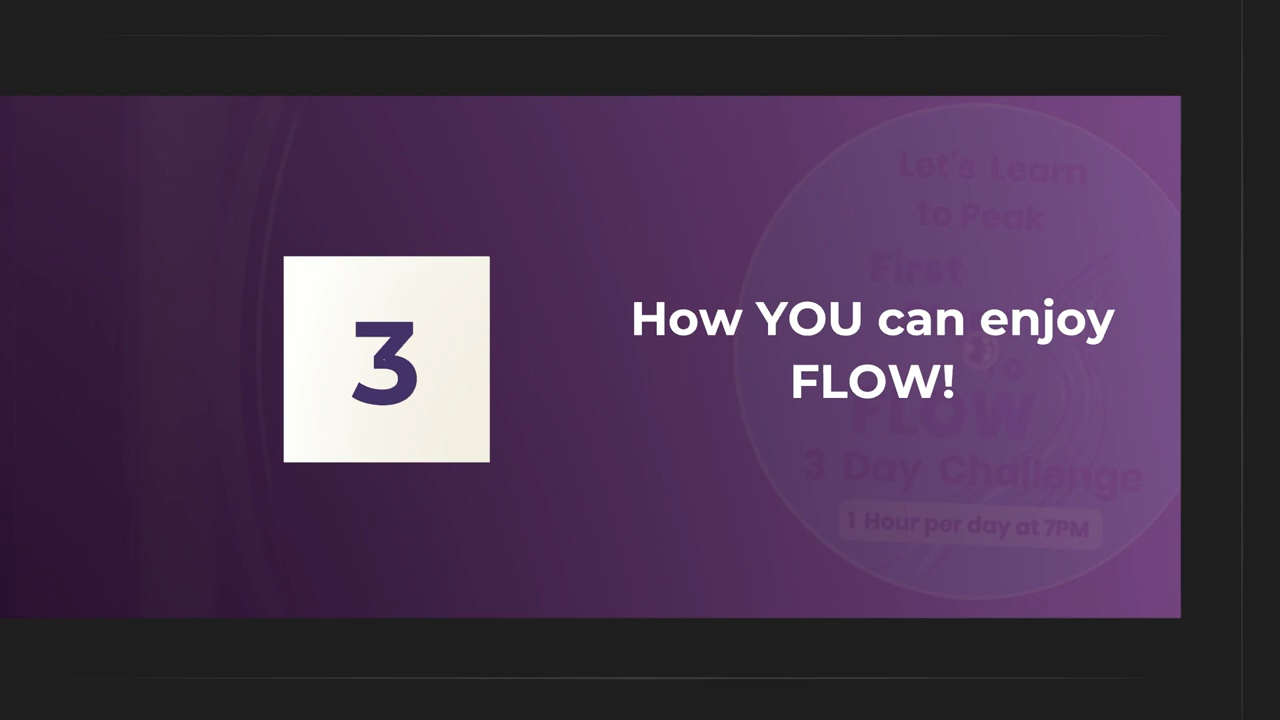 3
How YOU can enjoy
FLOW!
Let's Learn
to Peak
First
FLOW
3 Day Challenge
1 Hour per day at 7PM